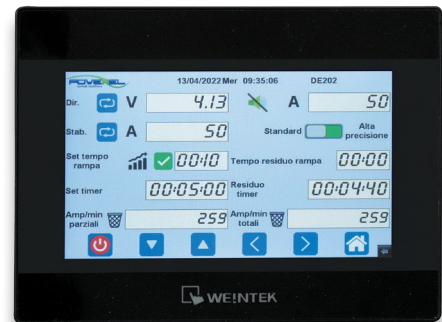 POWEREL 13/04/2022 Mer 09:35:06 DE202
Dir. V 4.13 A 50
Stab. A 50 Standard Alta precisione
Set tempo rampa 00:10 Tempo residuo rampa 00:00
Set timer 00:05:00 Residuo timer 00:04:40
Amp/min parziali 259 Amp/min totali 259
WEINTEK